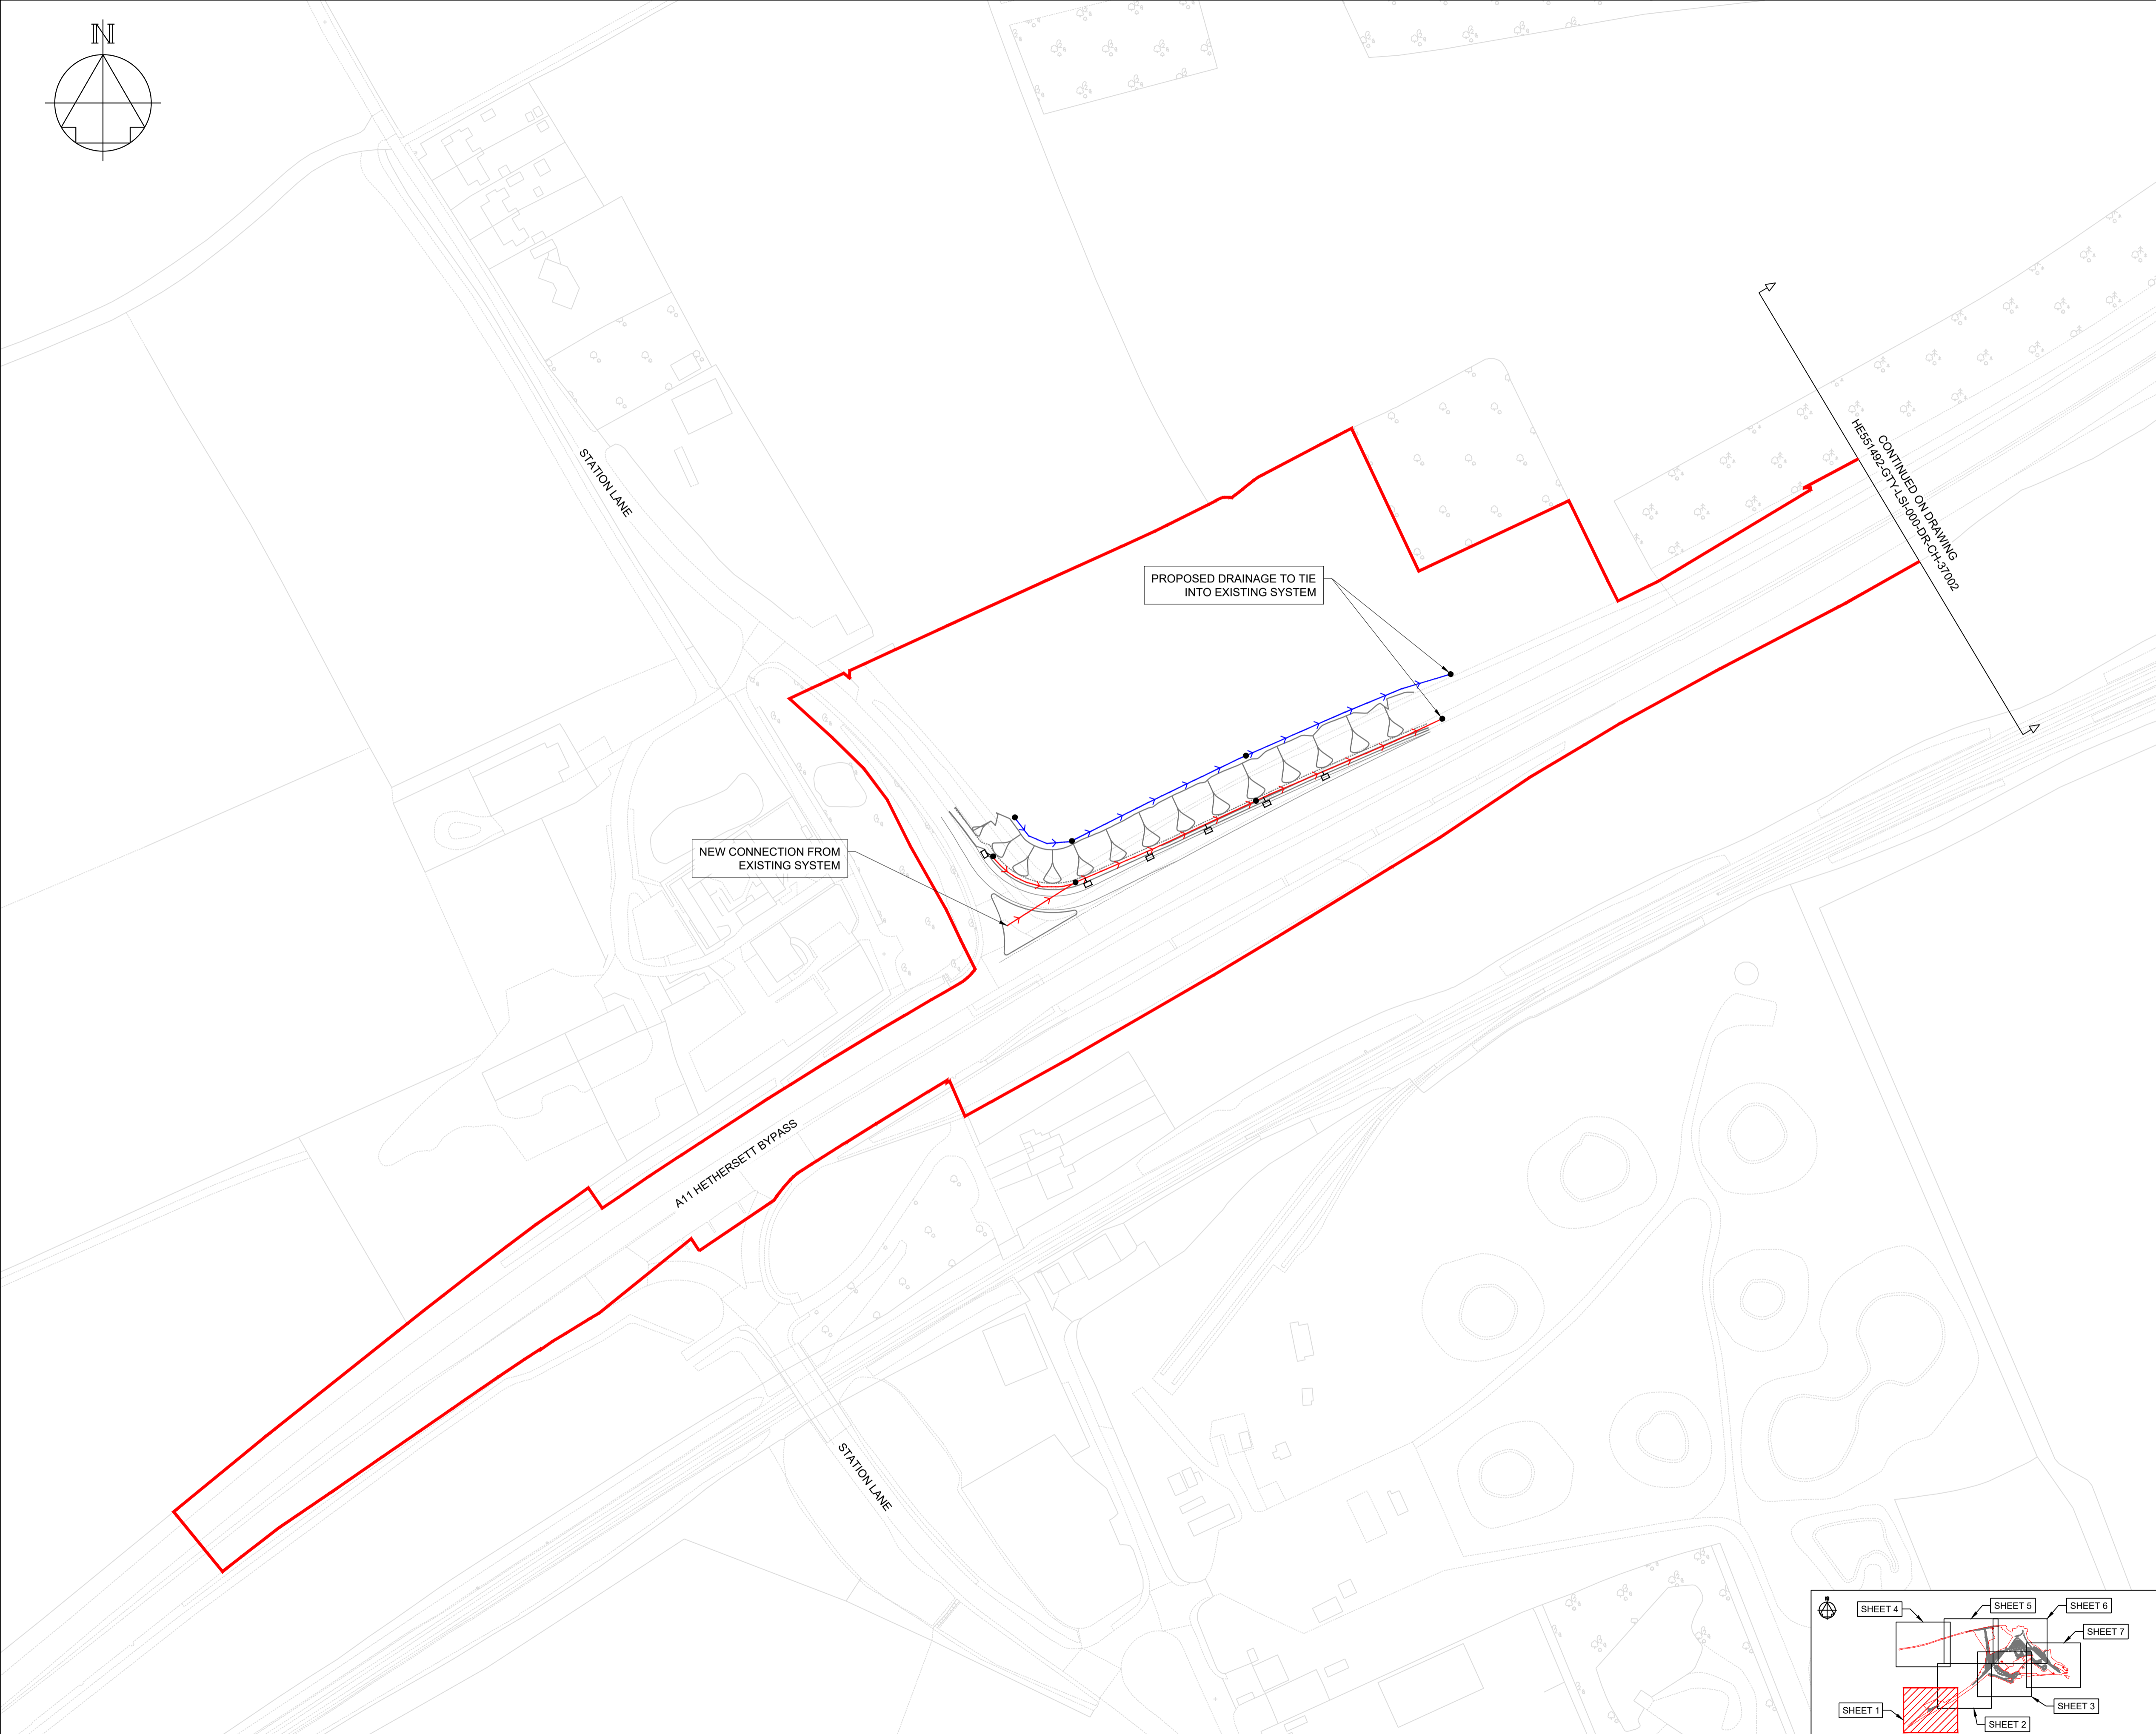 N
STATION LANE
CONTINUED ON DRAWING
HE551492-GTY-LSI-000-DR-CH-37002
PROPOSED DRAINAGE TO TIE
INTO EXISTING SYSTEM
NEW CONNECTION FROM
EXISTING SYSTEM
A11 HETHERSETT BYPASS
STATION LANE
SHEET 4
SHEET 5
SHEET 6
SHEET 7
SHEET 1
SHEET 3
SHEET 2